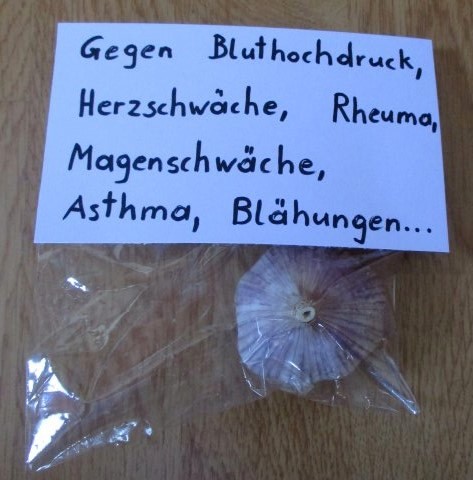 Gegen Bluthochdruck,
Herzschwäche, Rheuma,
Magenschwäche,
Asthma, Blähungen...